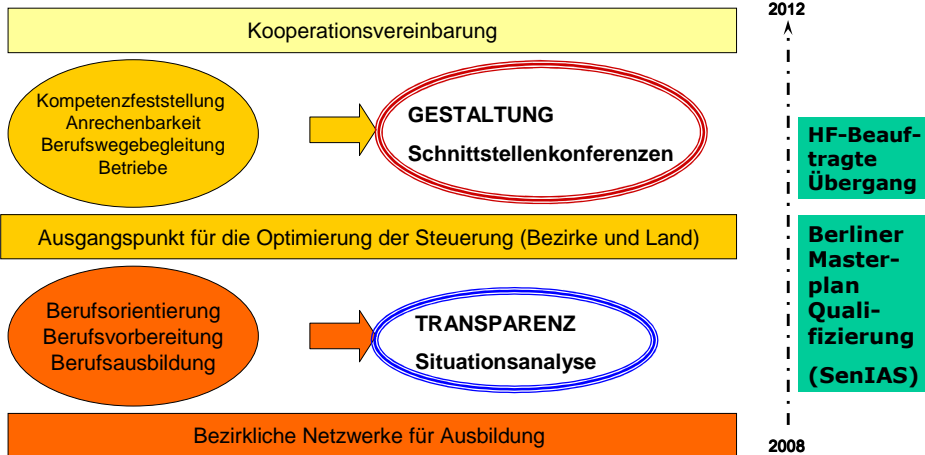 Kooperationsvereinbarung
Kompetenzfeststellung
Anrechenbarkeit
Berufswegebegleitung
Betriebe
GESTALTUNG
Schnittstellenkonferenzen
Ausgangspunkt für die Optimierung der Steuerung (Bezirke und Land)
Berufsorientierung
Berufsvorbereitung
Berufsausbildung
TRANSPARENZ
Situationsanalyse
Bezirkliche Netzwerke für Ausbildung
2012
HF-Beauf-
tragte
Übergang
Berliner
Master-
plan
Quali-
fizierung
(SenIAS)
2008